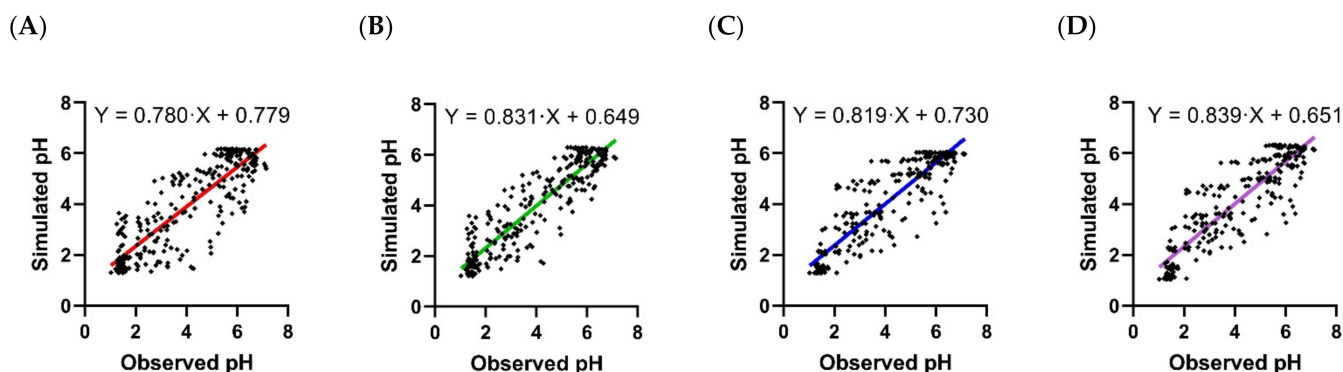 (A)
(B)
(C)
(D)
Y = 0.780·X + 0.779
Simulated pH
8
6
4
2
0
0 2 4 6 8
Observed pH
Y = 0.831·X + 0.649
Simulated pH
8
6
4
2
0
0 2 4 6 8
Observed pH
Y = 0.819·X + 0.730
Simulated pH
8
6
4
2
0
0 2 4 6 8
Observed pH
Y = 0.839·X + 0.651
Simulated pH
8
6
4
2
0
0 2 4 6 8
Observed pH